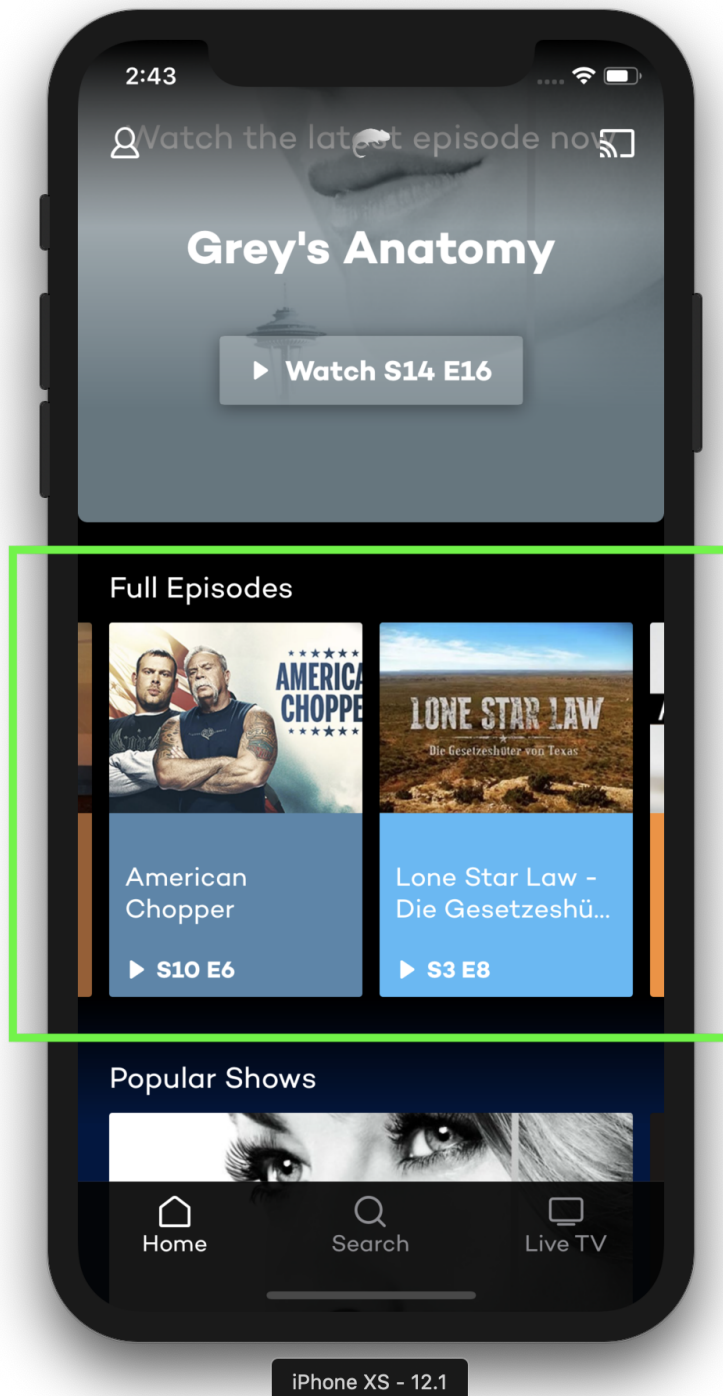 2:43
Watch the latest episode now
Grey's Anatomy
Watch S14 E16
Full Episodes
AMERICA
CHOPPE
LONE STAR LAW
Die Gesetzeshüter von Texas
American
Chopper
Lone Star Law -
Die Gesetzeshü...
S10 E6
S3 E8
Popular Shows
Home
Search
Live TV
iPhone XS - 12.1